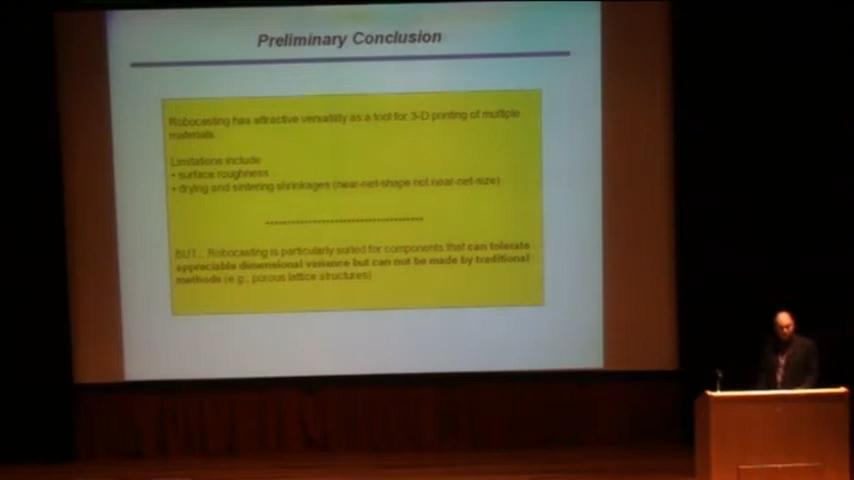 Preliminary Conclusion
Robocasting has attractive versatility as a tool for 3-D printing of multiple
materials.
Limitations include
• surface roughness
• drying and sintering shrinkages (near-net-shape not near-net-size)
------------------------------------
BUT... Robocasting is particularly suited for components that can tolerate
appreciable dimensional variance but can not be made by traditional
methods (e.g., porous lattice structures)